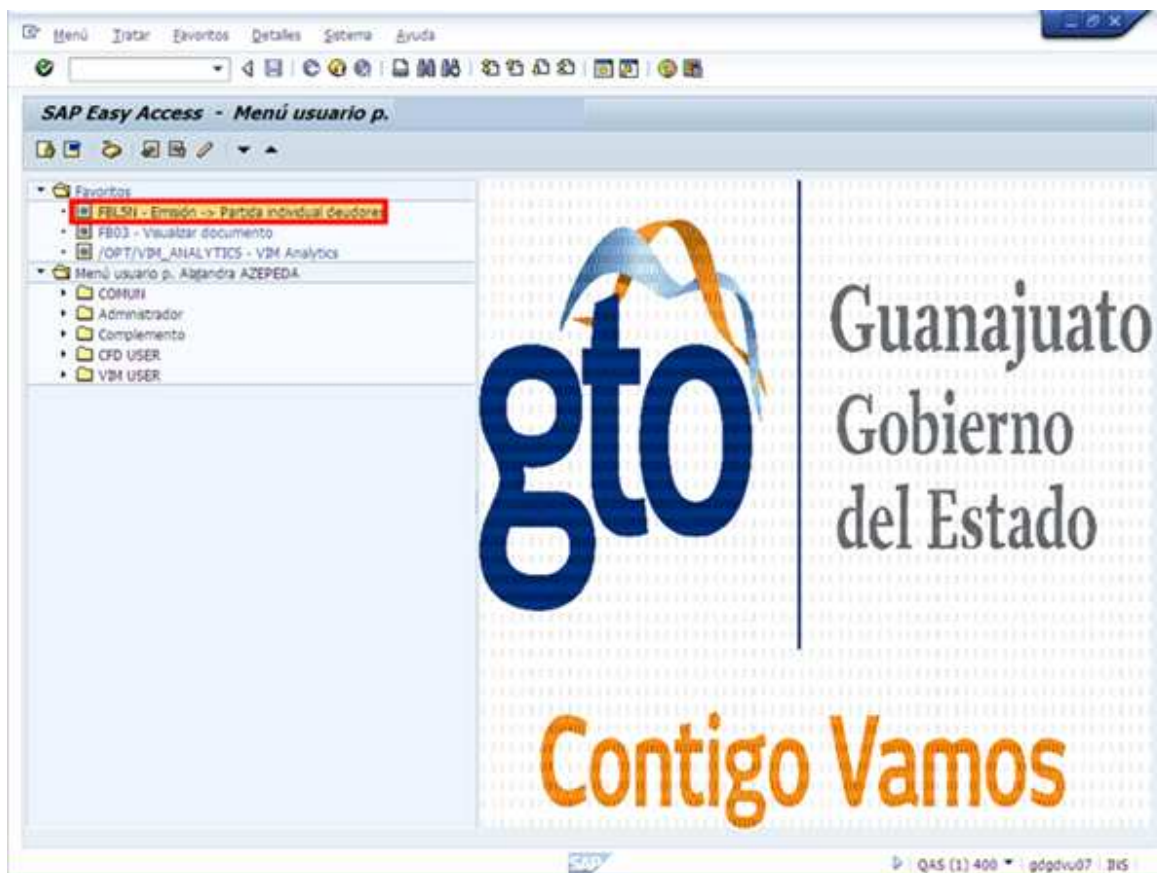 Menú Tratar Favoritos Detalles Sistema Ayuda
SAP Easy Access - Menú usuario p.
Favoritos
FBL5N - Emisión -> Partida individual deudores
FB03 - Visualizar documento
/OPT/VIM_ANALYTICS - VIM Analytics
Menú usuario p. Alejandra AZEPEDA
COMUN
Administrador
Complemento
CFD USER
VIM USER
gto
Guanajuato
Gobierno
del Estado
Contigo Vamos
SAP
QAS (1) 400 gdgdvu07 INS